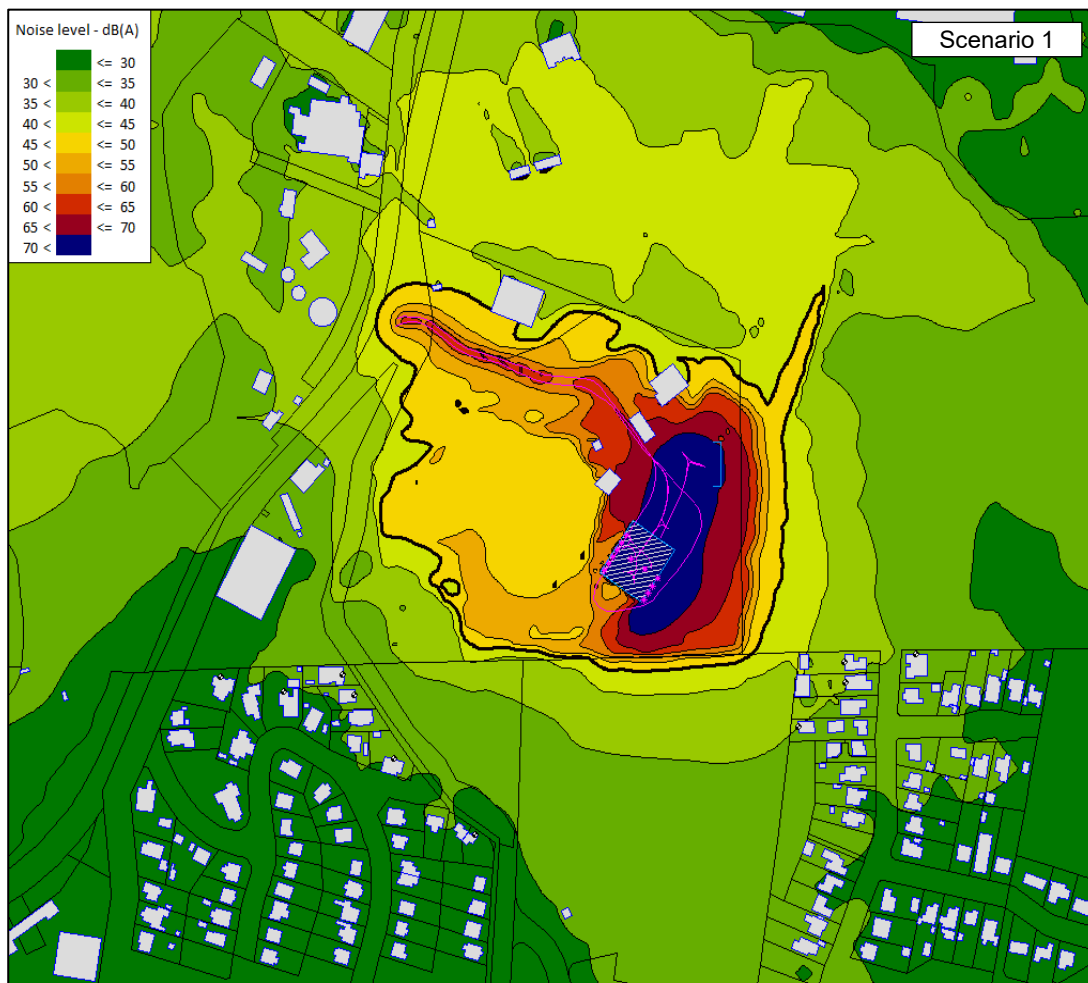 Noise level - dB(A)
<= 30
30 < <= 35
35 < <= 40
40 < <= 45
45 < <= 50
50 < <= 55
55 < <= 60
60 < <= 65
65 < <= 70
70 <
Scenario 1